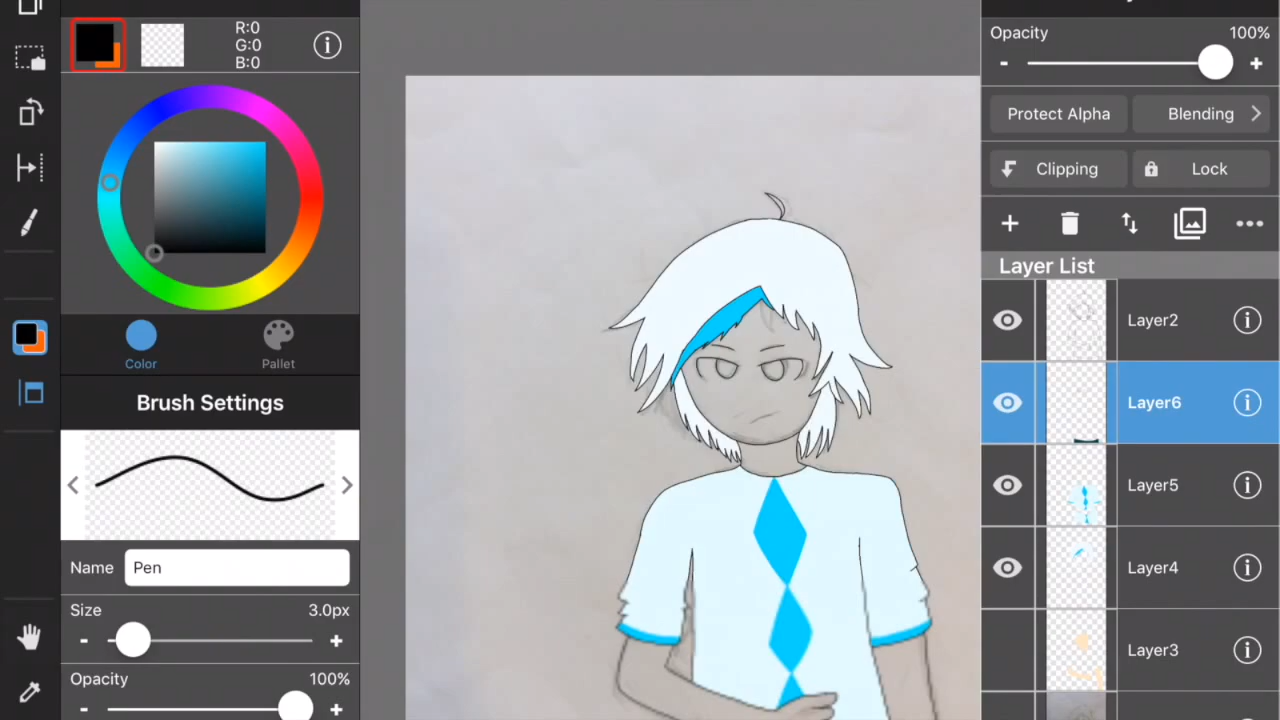 R:0
G:0
B:0
Color
Pallet
Brush Settings
Name
Pen
Size
3.0px
Opacity
100%
Opacity
100%
Protect Alpha
Blending
Clipping
Lock
Layer List
Layer2
Layer6
Layer5
Layer4
Layer3